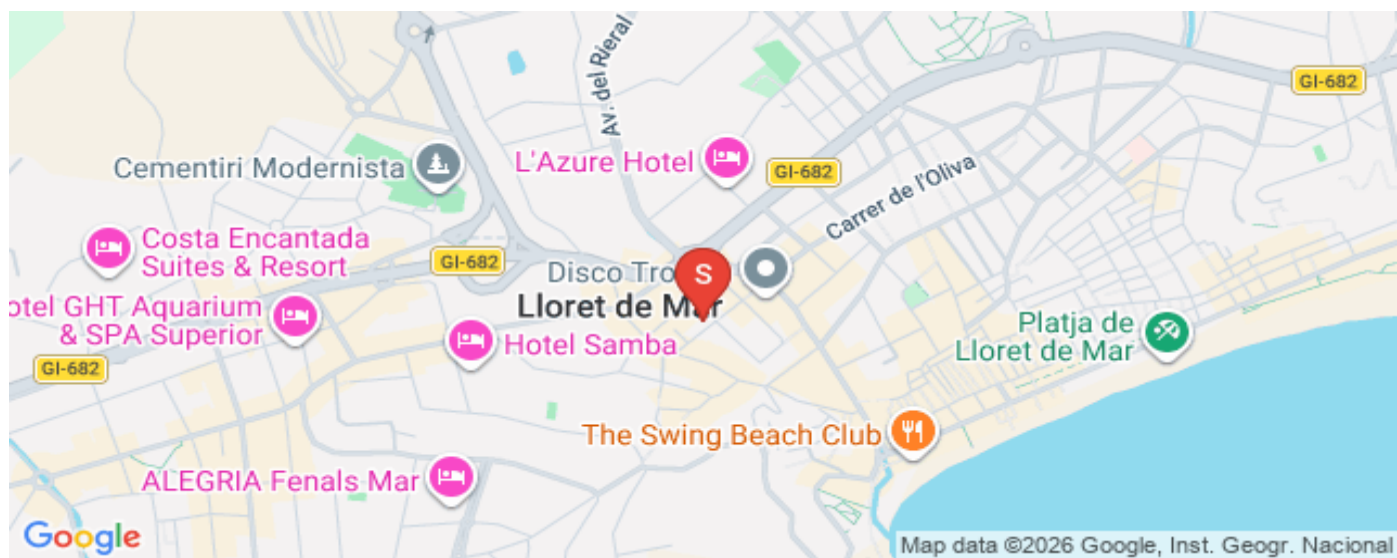 Av. del Rieral
GI-682
Cementiri Modernista
L'Azure Hotel
GI-682
Carrer de l'Oliva
Costa Encantada
Suites & Resort
GI-682
Disco Tro
S
Lloret de Mar
otel GHT Aquarium
& SPA Superior
Hotel Samba
Platja de
Lloret de Mar
GI-682
The Swing Beach Club
ALEGRIA Fenals Mar
Google
Map data ©2026 Google, Inst. Geogr. Nacional